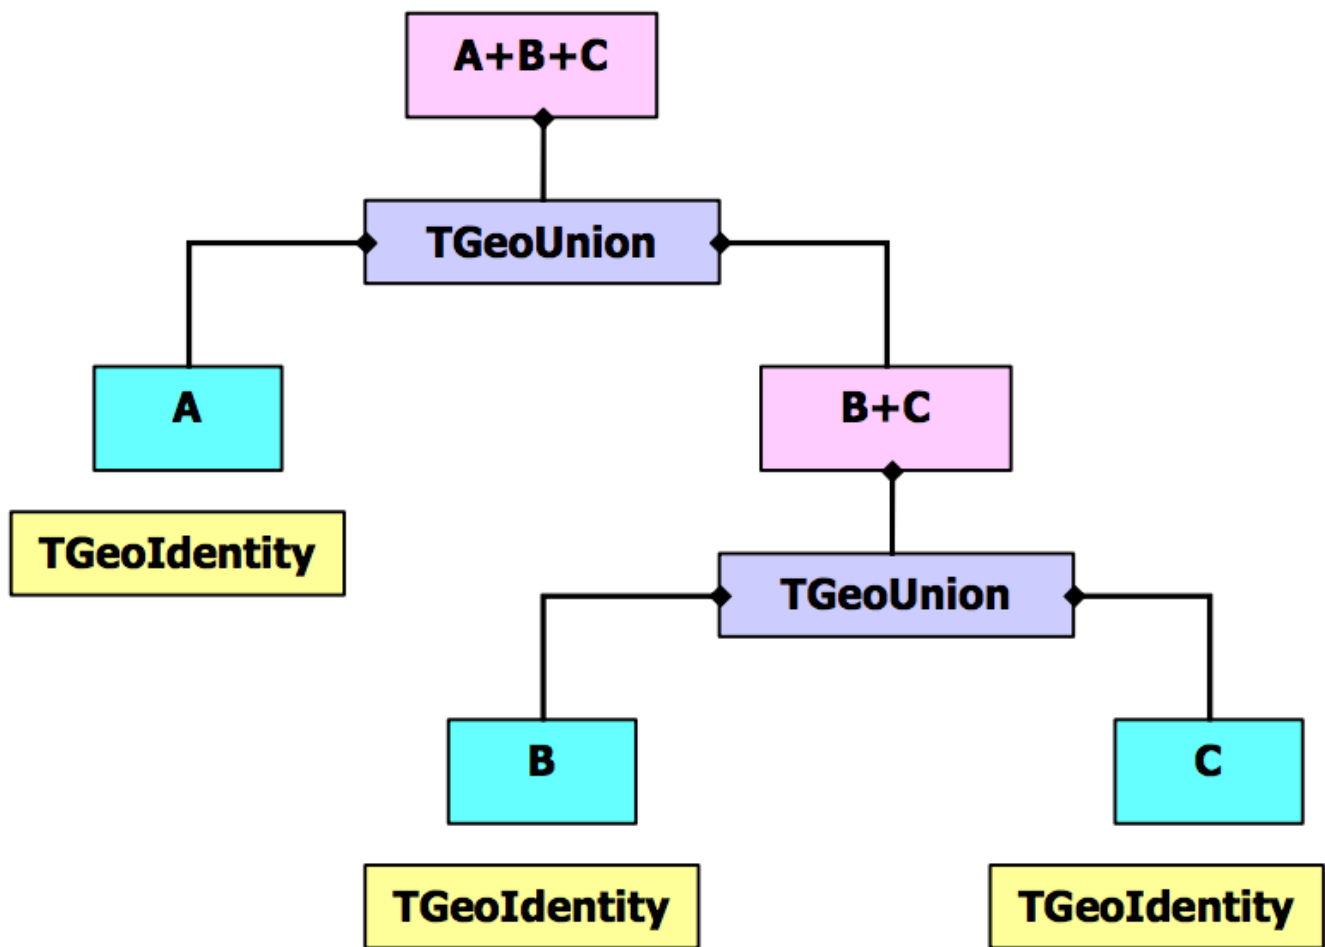 A+B+C
TGeoUnion
A
B+C
TGeoIdentity
TGeoUnion
B
C
TGeoIdentity
TGeoIdentity